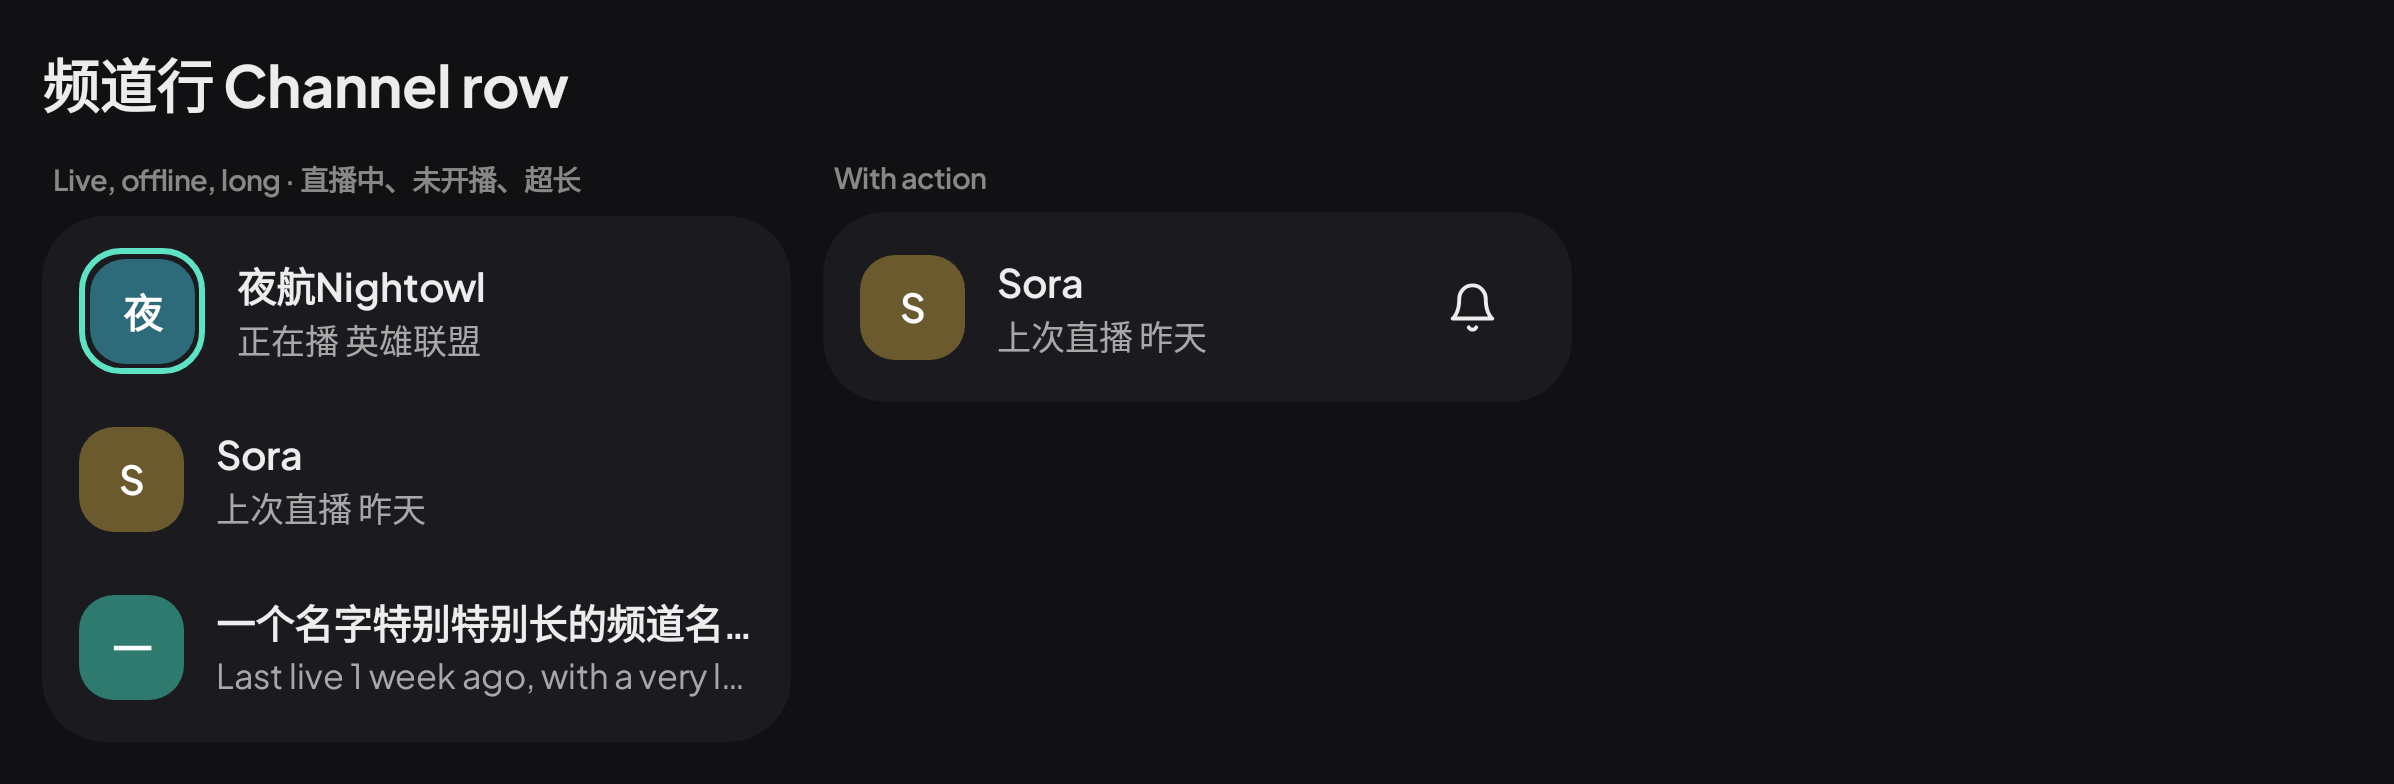 频道行 Channel row
Live, offline, long · 直播中、未开播、超长
夜
夜航Nightowl
正在播 英雄联盟
S
Sora
上次直播 昨天
一
一个名字特别特别长的频道名...
Last live 1 week ago, with a very l...
With action
S
Sora
上次直播 昨天